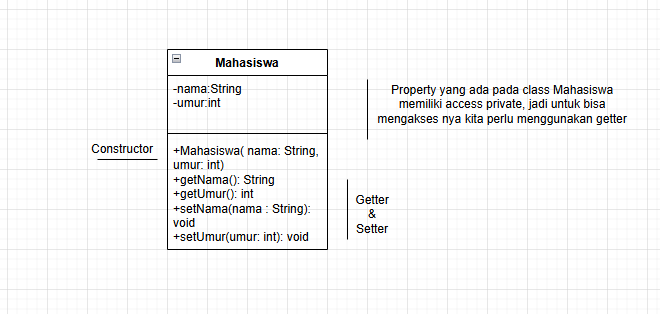 Mahasiswa
-nama:String
-umur:int
Property yang ada pada class Mahasiswa
memiliki access private, jadi untuk bisa
mengakses nya kita perlu menggunakan getter
Constructor
+Mahasiswa( nama: String,
umur: int)
+getNama(): String
+getUmur(): int
+setNama(nama : String):
void
+setUmur(umur: int): void
Getter
&
Setter